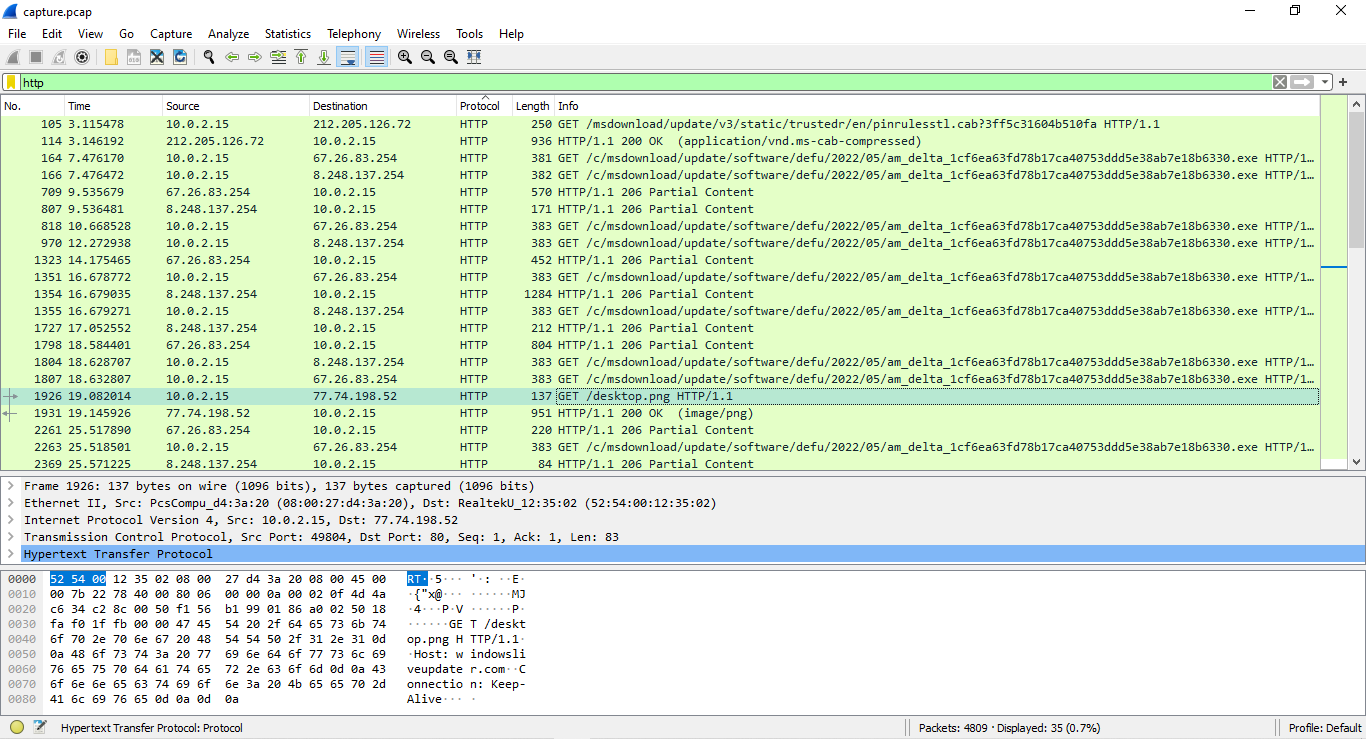 capture.pcap
File Edit View Go Capture Analyze Statistics Telephony Wireless Tools Help
http
No. Time Source Destination Protocol Length Info
105 3.115478 10.0.2.15 212.205.126.72 HTTP 250 GET /msdownload/update/v3/static/trustedr/en/pinrulesstl.cab?3ff5c31604b510fa HTTP/1.1
114 3.146192 212.205.126.72 10.0.2.15 HTTP 936 HTTP/1.1 200 OK (application/vnd.ms-cab-compressed)
164 7.476170 10.0.2.15 67.26.83.254 HTTP 381 GET /c/msdownload/update/software/defu/2022/05/am_delta_1cf6ea63fd78b17ca40753ddd5e38ab7e18b6330.exe HTTP/1…
166 7.476472 10.0.2.15 8.248.137.254 HTTP 382 GET /c/msdownload/update/software/defu/2022/05/am_delta_1cf6ea63fd78b17ca40753ddd5e38ab7e18b6330.exe HTTP/1…
709 9.535679 67.26.83.254 10.0.2.15 HTTP 570 HTTP/1.1 206 Partial Content
807 9.536481 8.248.137.254 10.0.2.15 HTTP 171 HTTP/1.1 206 Partial Content
818 10.668528 10.0.2.15 67.26.83.254 HTTP 383 GET /c/msdownload/update/software/defu/2022/05/am_delta_1cf6ea63fd78b17ca40753ddd5e38ab7e18b6330.exe HTTP/1…
970 12.272938 10.0.2.15 8.248.137.254 HTTP 383 GET /c/msdownload/update/software/defu/2022/05/am_delta_1cf6ea63fd78b17ca40753ddd5e38ab7e18b6330.exe HTTP/1…
1323 14.175465 67.26.83.254 10.0.2.15 HTTP 452 HTTP/1.1 206 Partial Content
1351 16.678772 10.0.2.15 67.26.83.254 HTTP 383 GET /c/msdownload/update/software/defu/2022/05/am_delta_1cf6ea63fd78b17ca40753ddd5e38ab7e18b6330.exe HTTP/1…
1354 16.679035 8.248.137.254 10.0.2.15 HTTP 1284 HTTP/1.1 206 Partial Content
1355 16.679271 10.0.2.15 8.248.137.254 HTTP 383 GET /c/msdownload/update/software/defu/2022/05/am_delta_1cf6ea63fd78b17ca40753ddd5e38ab7e18b6330.exe HTTP/1…
1727 17.052552 8.248.137.254 10.0.2.15 HTTP 212 HTTP/1.1 206 Partial Content
1798 18.584401 67.26.83.254 10.0.2.15 HTTP 804 HTTP/1.1 206 Partial Content
1804 18.628707 10.0.2.15 8.248.137.254 HTTP 383 GET /c/msdownload/update/software/defu/2022/05/am_delta_1cf6ea63fd78b17ca40753ddd5e38ab7e18b6330.exe HTTP/1…
1807 18.632807 10.0.2.15 67.26.83.254 HTTP 383 GET /c/msdownload/update/software/defu/2022/05/am_delta_1cf6ea63fd78b17ca40753ddd5e38ab7e18b6330.exe HTTP/1…
1926 19.082014 10.0.2.15 77.74.198.52 HTTP 137 GET /desktop.png HTTP/1.1
1931 19.145926 77.74.198.52 10.0.2.15 HTTP 951 HTTP/1.1 200 OK (image/png)
2261 25.517890 67.26.83.254 10.0.2.15 HTTP 220 HTTP/1.1 206 Partial Content
2263 25.518501 10.0.2.15 67.26.83.254 HTTP 383 GET /c/msdownload/update/software/defu/2022/05/am_delta_1cf6ea63fd78b17ca40753ddd5e38ab7e18b6330.exe HTTP/1…
2369 25.571225 8.248.137.254 10.0.2.15 HTTP 84 HTTP/1.1 206 Partial Content
Frame 1926: 137 bytes on wire (1096 bits), 137 bytes captured (1096 bits)
Ethernet II, Src: PcsCompu_d4:3a:20 (08:00:27:d4:3a:20), Dst: RealtekU_12:35:02 (52:54:00:12:35:02)
Internet Protocol Version 4, Src: 10.0.2.15, Dst: 77.74.198.52
Transmission Control Protocol, Src Port: 49804, Dst Port: 80, Seq: 1, Ack: 1, Len: 83
Hypertext Transfer Protocol
0000 52 54 00 12 35 02 08 00 27 d4 3a 20 08 00 45 00 RT··5··· '·: ··E·
0010 00 7b 22 78 40 00 80 06 00 00 0a 00 02 0f 4d 4a ·{"x@··· ······MJ
0020 c6 34 c2 8c 00 50 f1 56 b1 99 01 86 a0 02 50 18 ·4···P·V ······P·
0030 fa f0 1f fb 00 00 47 45 54 20 2f 64 65 73 6b 74 ······GE T /deskt
0040 6f 70 2e 70 6e 67 20 48 54 54 50 2f 31 2e 31 0d op.png H TTP/1.1·
0050 0a 48 6f 73 74 3a 20 77 69 6e 64 6f 77 73 6c 69 ·Host: w indowsli
0060 76 65 75 70 64 61 74 65 72 2e 63 6f 6d 0d 0a 43 veupdate r.com··C
0070 6f 6e 6e 65 63 74 69 6f 6e 3a 20 4b 65 65 70 2d onnectio n: Keep-
0080 41 6c 69 76 65 0d 0a 0d 0a Alive··· ·
Hypertext Transfer Protocol: Protocol Packets: 4809 · Displayed: 35 (0.7%) Profile: Default